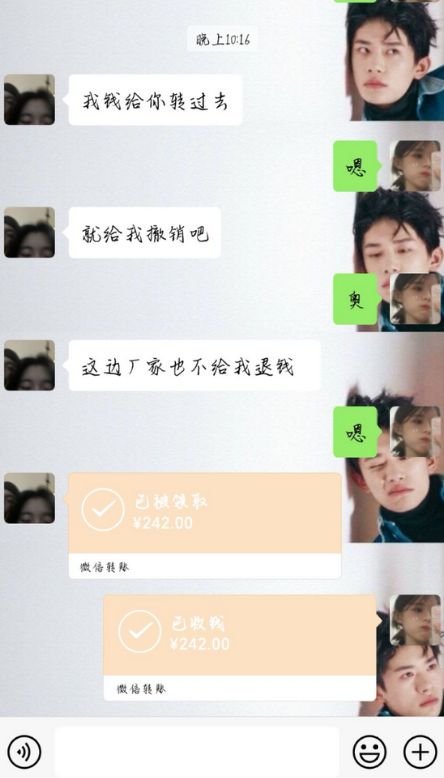 晚上10:16
我钱给你转过去
嗯
就给我撤销吧
奥
这边厂家也不给我退钱
嗯
已被领取
¥242.00
微信转账
已收钱
¥242.00
微信转账